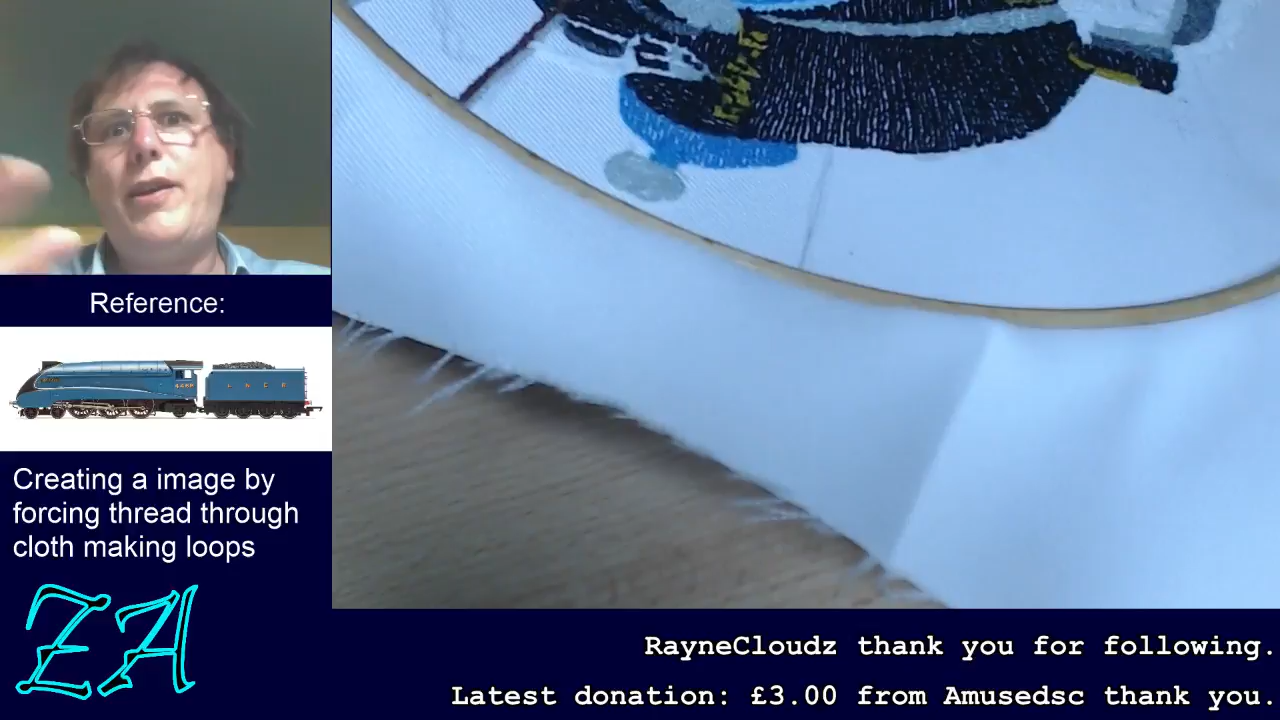 Reference:
Creating a image by
forcing thread through
cloth making loops
ZA
RayneCloudz thank you for following.
Latest donation: £3.00 from Amusedsc thank you.